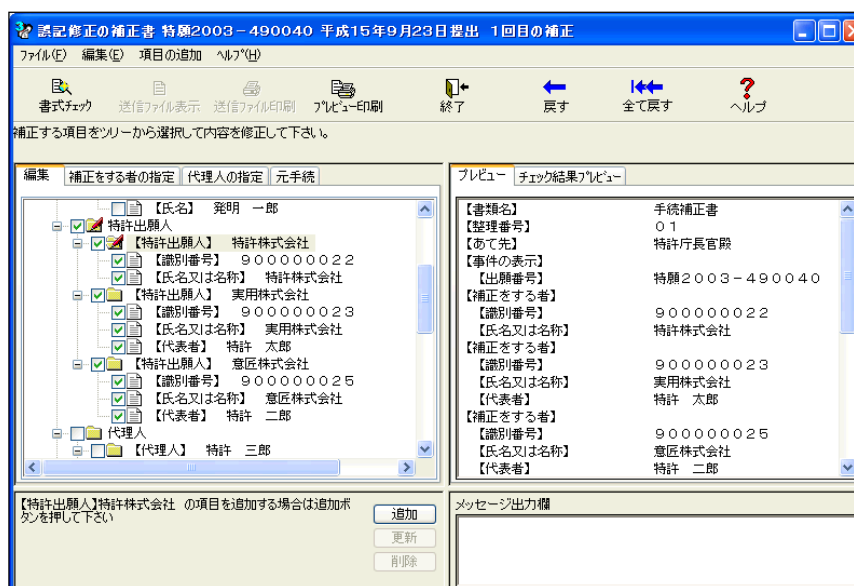 誤記修正の補正書 特願2003-490040 平成15年9月23日提出 1回目の補正
ファイル(F) 編集(E) 項目の追加 ヘルプ(H)
書式チェック 送信ファイル表示 送信ファイル印刷 プレビュー印刷 終了 戻す 全て戻す ヘルプ
補正する項目をツリーから選択して内容を修正して下さい。
編集 補正をする者の指定 代理人の指定 元手続
【氏名】 発明 一郎
特許出願人
【特許出願人】 特許株式会社
【識別番号】 900000022
【氏名又は名称】 特許株式会社
【特許出願人】 実用株式会社
【識別番号】 900000023
【氏名又は名称】 実用株式会社
【代表者】 特許 太郎
【特許出願人】 意匠株式会社
【識別番号】 900000025
【氏名又は名称】 意匠株式会社
【代表者】 特許 二郎
代理人
【代理人】 特許 三郎
プレビュー チェック結果プレビュー
【書類名】 手続補正書
【整理番号】 01
【あて先】 特許庁長官殿
【事件の表示】
【出願番号】 特願2003-490040
【補正をする者】
【識別番号】 900000022
【氏名又は名称】 特許株式会社
【補正をする者】
【識別番号】 900000023
【氏名又は名称】 実用株式会社
【代表者】 特許 太郎
【補正をする者】
【識別番号】 900000025
【氏名又は名称】 意匠株式会社
【代表者】 特許 二郎
【特許出願人】特許株式会社 の項目を追加する場合は追加ボ
タンを押して下さい
追加
更新
削除
メッセージ出力欄